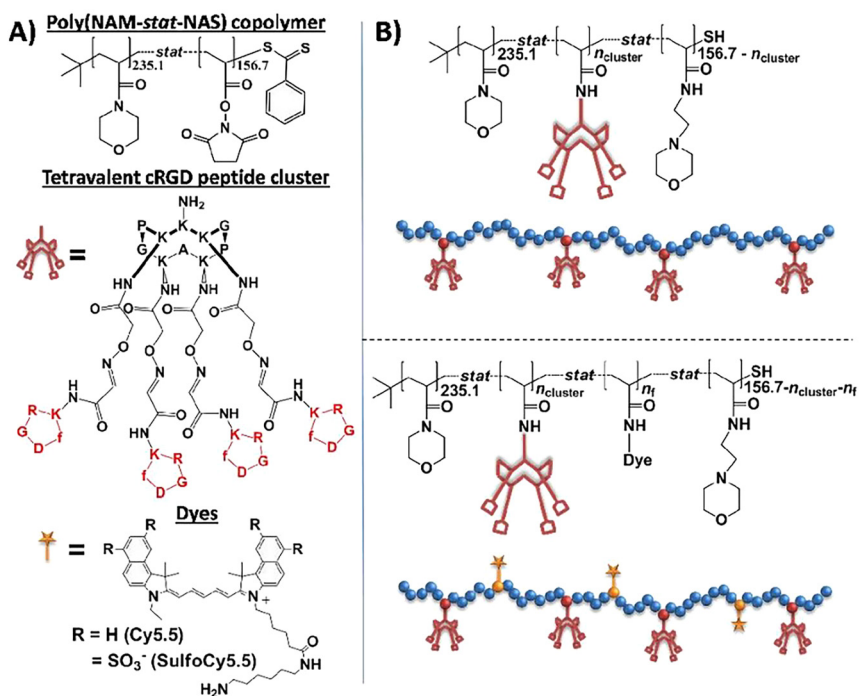 A)
Poly(NAM-stat-NAS) copolymer
stat
S
S
235.1
156.7
O
N
O
O
O
N
O
Tetravalent cRGD peptide cluster
=
NH₂
P K K K G
G P
K A K
HN
NH
HN
NH
O
O
O
O
O
O
O
O
N
N
N
N
HN
O
O
O
O
NH
HN
NH
HN
R K
G D f
K R
f D G
K R
f D G
K R
f D G
Dyes
=
R
R
R
R
N
N
+
R = H (Cy5.5)
= SO₃⁻ (SulfoCy5.5)
O
NH
H₂N
B)
stat
stat
SH
235.1
ncluster
156.7 - ncluster
O
O
O
N
NH
NH
O
N
O
stat
stat
stat
SH
235.1
ncluster
nf
156.7-ncluster-nf
O
O
O
O
N
NH
NH
NH
O
Dye
N
O